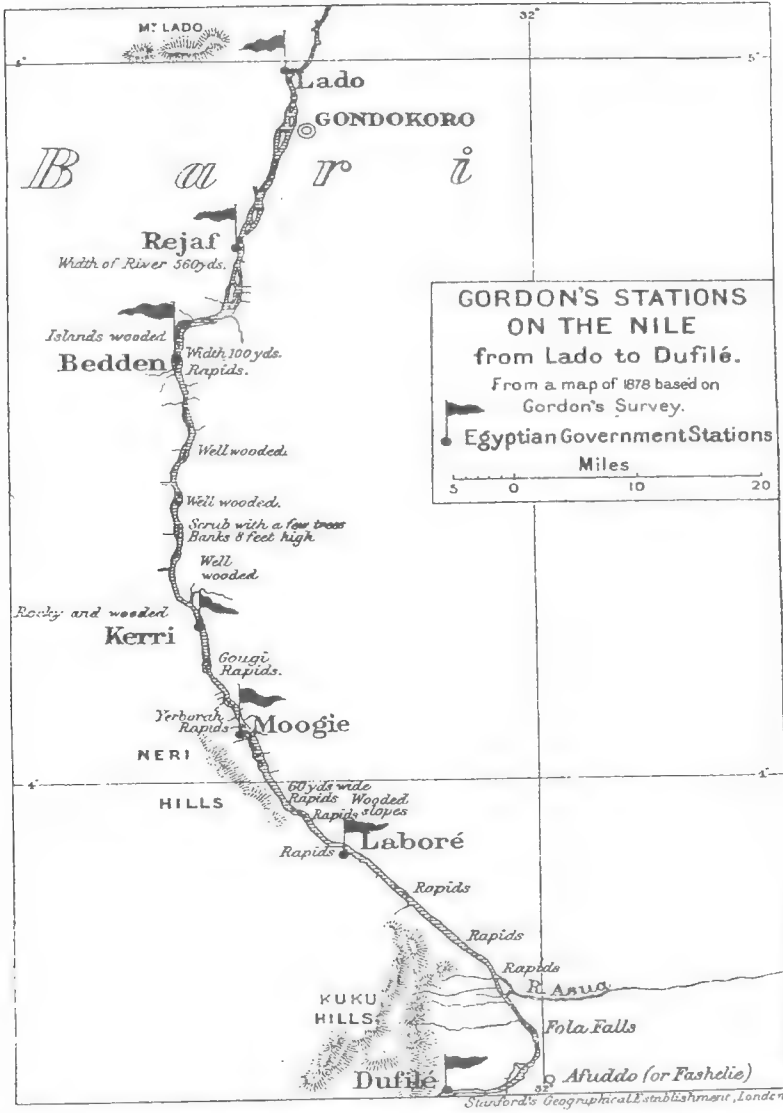 32°
Mᵀ LADO
5°
5°
Lado
GONDOKORO
Bari
Rejaf
Width of River 560yds.
Islands wooded
Bedden
Width 100 yds.
Rapids.
GORDON'S STATIONS
ON THE NILE
from Lado to Dufilé.
From a map of 1878 based on
Gordon's Survey.
Egyptian Government Stations
Miles
5 0 10 20
Well wooded.
Well wooded.
Scrub with a few trees
Banks 8 feet high
Well
wooded
Rocky and wooded
Kerri
Gougi
Rapids.
Yerborah
Rapids
Moogie
NERI
HILLS
4°
4°
60 yds wide
Rapids
Wooded
slopes
Rapids
Laboré
Rapids
Rapids
Rapids
Rapids
R. Asua
KUKU
HILLS
Fola Falls
Dufilé
32°
Afuddo (or Fashelie)
Stanford's Geographical Establishment,